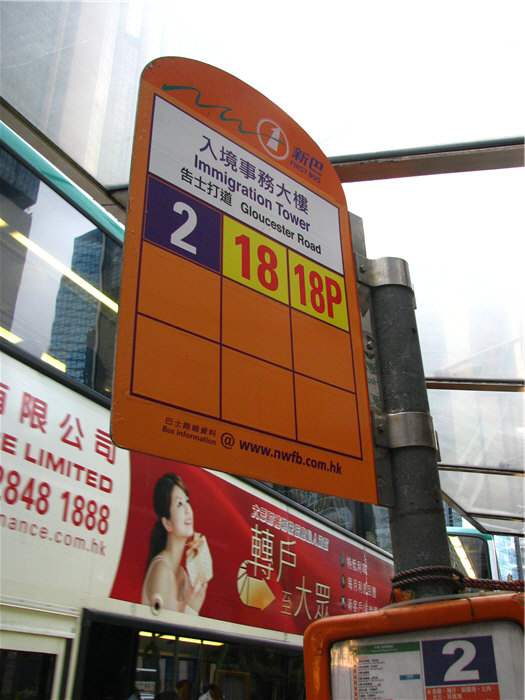 新巴
FIRST BUS
入境事務大樓
Immigration Tower
告士打道 Gloucester Road
2
18
18P
巴士路線資料
Bus information @ www.nwfb.com.hk
有限公司
E LIMITED
2848 1888
nance.com.hk
轉戶
至大眾
2